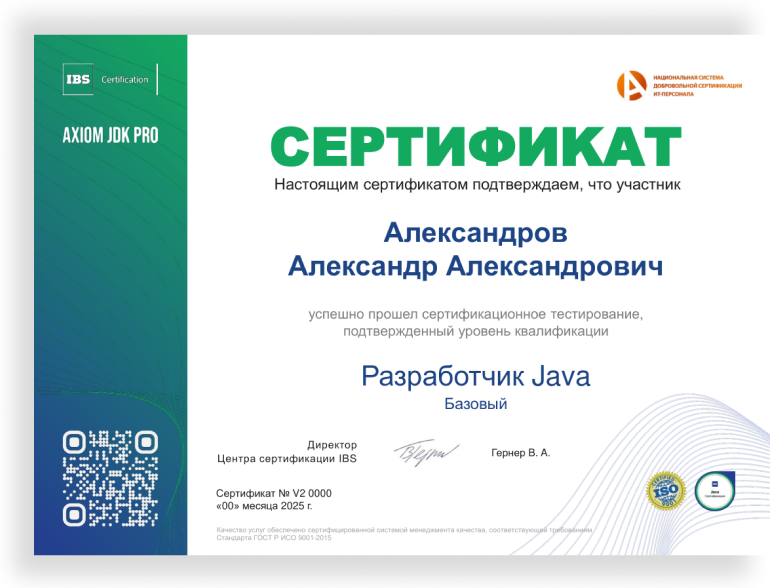 IBS Certification
AXIOM JDK PRO
НАЦИОНАЛЬНАЯ СИСТЕМА
ДОБРОВОЛЬНОЙ СЕРТИФИКАЦИИ
ИТ-ПЕРСОНАЛА
СЕРТИФИКАТ
Настоящим сертификатом подтверждаем, что участник
Александров
Александр Александрович
успешно прошел сертификационное тестирование,
подтвержденный уровень квалификации
Разработчик Java
Базовый
Директор
Центра сертификации IBS
Гернер В. А.
Сертификат № V2 0000
«00» месяца 2025 г.
ISO
9001
IBS
Java
Качество услуг обеспечено сертифицированной системой менеджмента качества, соответствующей требованиям
Стандарта ГОСТ Р ИСО 9001-2015